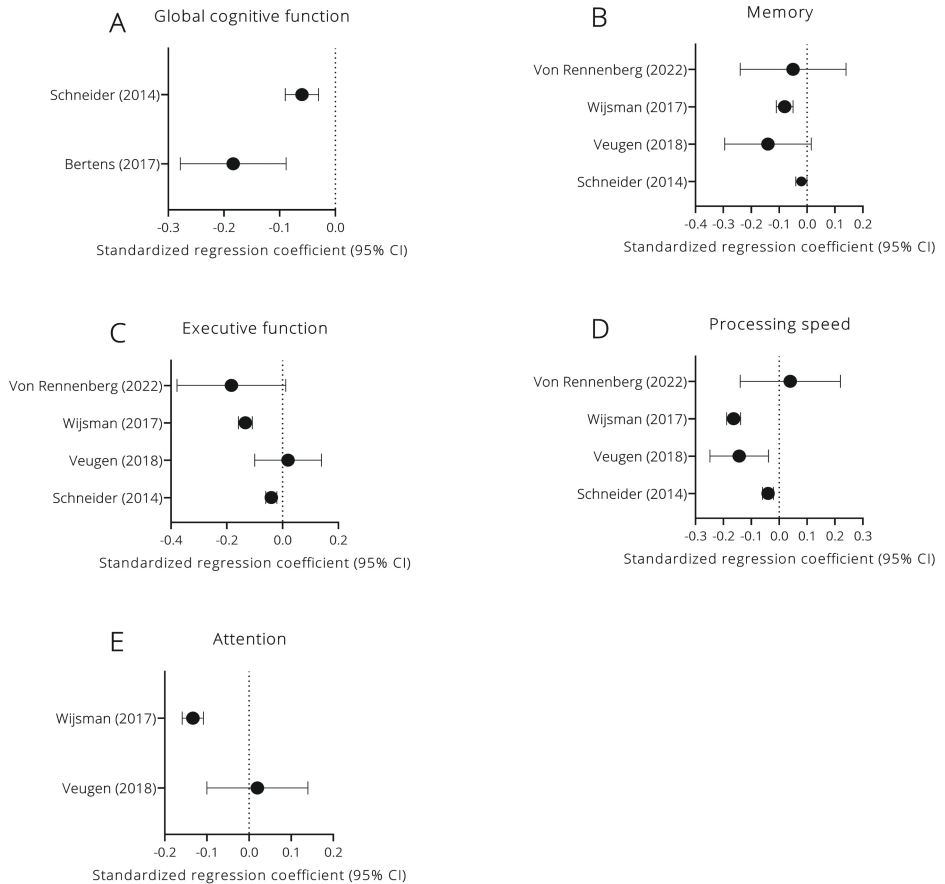 A
Global cognitive function
Schneider (2014)
Bertens (2017)
-0.3 -0.2 -0.1 0.0
Standardized regression coefficient (95% CI)
B
Memory
Von Rennenberg (2022)
Wijsman (2017)
Veugen (2018)
Schneider (2014)
-0.4 -0.3 -0.2 -0.1 0.0 0.2 0.2
Standardized regression coefficient (95% CI)
C
Executive function
Von Rennenberg (2022)
Wijsman (2017)
Veugen (2018)
Schneider (2014)
-0.4 -0.2 0.0 0.2
Standardized regression coefficient (95% CI)
D
Processing speed
Von Rennenberg (2022)
Wijsman (2017)
Veugen (2018)
Schneider (2014)
-0.3 -0.2 -0.1 0.0 0.1 0.2 0.3
Standardized regression coefficient (95% CI)
E
Attention
Wijsman (2017)
Veugen (2018)
-0.2 -0.1 0.0 0.1 0.2
Standardized regression coefficient (95% CI)